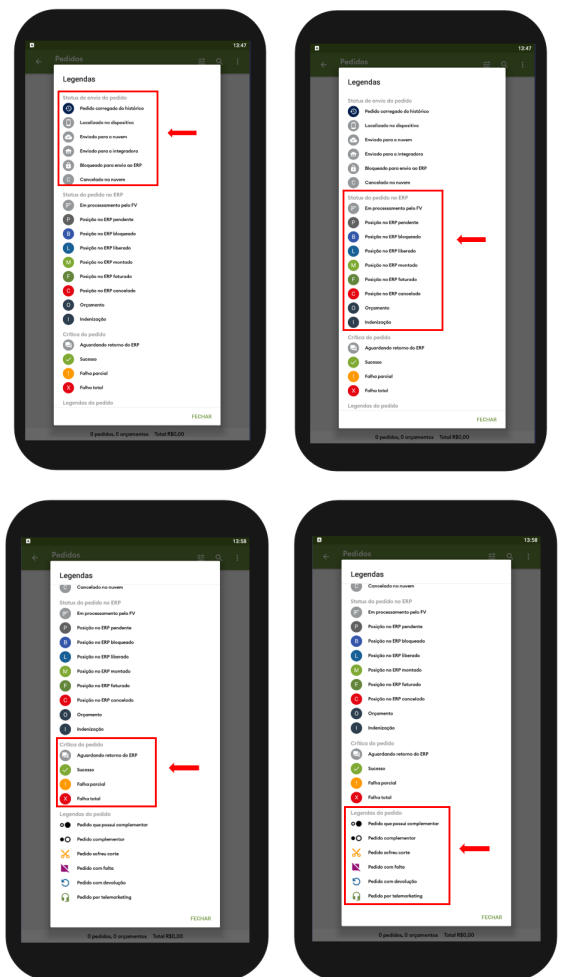 13:47
Pedidos
Legendas
Status de envio do pedido
Pedido carregado do histórico
Localizado no dispositivo
Enviado para a nuvem
Enviado para a integradora
Bloqueado para envio ao ERP
C Cancelado na nuvem
Status do pedido no ERP
Em processamento pelo FV
P Posição no ERP pendente
B Posição no ERP bloqueado
L Posição no ERP liberado
M Posição no ERP montado
F Posição no ERP faturado
C Posição no ERP cancelado
O Orçamento
I Indenização
Crítica do pedido
Aguardando retorno do ERP
Sucesso
! Falha parcial
X Falha total
Legendas do pedido
FECHAR
0 pedidos, 0 orçamentos Total R$0,00
13:47
Pedidos
Legendas
Status de envio do pedido
Pedido carregado do histórico
Localizado no dispositivo
Enviado para a nuvem
Enviado para a integradora
Bloqueado para envio ao ERP
C Cancelado na nuvem
Status do pedido no ERP
Em processamento pelo FV
P Posição no ERP pendente
B Posição no ERP bloqueado
L Posição no ERP liberado
M Posição no ERP montado
F Posição no ERP faturado
C Posição no ERP cancelado
O Orçamento
I Indenização
Crítica do pedido
Aguardando retorno do ERP
Sucesso
! Falha parcial
X Falha total
Legendas do pedido
FECHAR
0 pedidos, 0 orçamentos Total R$0,00
13:58
Pedidos
Legendas
C Cancelado na nuvem
Status do pedido no ERP
Em processamento pelo FV
P Posição no ERP pendente
B Posição no ERP bloqueado
L Posição no ERP liberado
M Posição no ERP montado
F Posição no ERP faturado
C Posição no ERP cancelado
O Orçamento
I Indenização
Crítica do pedido
Aguardando retorno do ERP
Sucesso
! Falha parcial
X Falha total
Legendas do pedido
Pedido que possui complementar
Pedido complementar
Pedido sofreu corte
Pedido com falta
Pedido com devolução
Pedido por telemarketing
FECHAR
0 pedidos, 0 orçamentos Total R$0,00
13:58
Pedidos
Legendas
C Cancelado na nuvem
Status do pedido no ERP
Em processamento pelo FV
P Posição no ERP pendente
B Posição no ERP bloqueado
L Posição no ERP liberado
M Posição no ERP montado
F Posição no ERP faturado
C Posição no ERP cancelado
O Orçamento
I Indenização
Crítica do pedido
Aguardando retorno do ERP
Sucesso
! Falha parcial
X Falha total
Legendas do pedido
Pedido que possui complementar
Pedido complementar
Pedido sofreu corte
Pedido com falta
Pedido com devolução
Pedido por telemarketing
FECHAR
0 pedidos, 0 orçamentos Total R$0,00